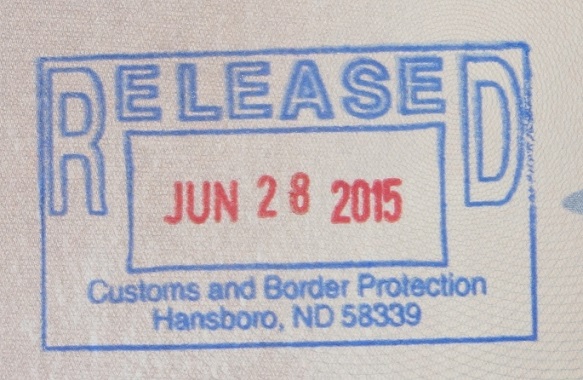 RELEASED
JUN 28 2015
Customs and Border Protection
Hansboro, ND 58339